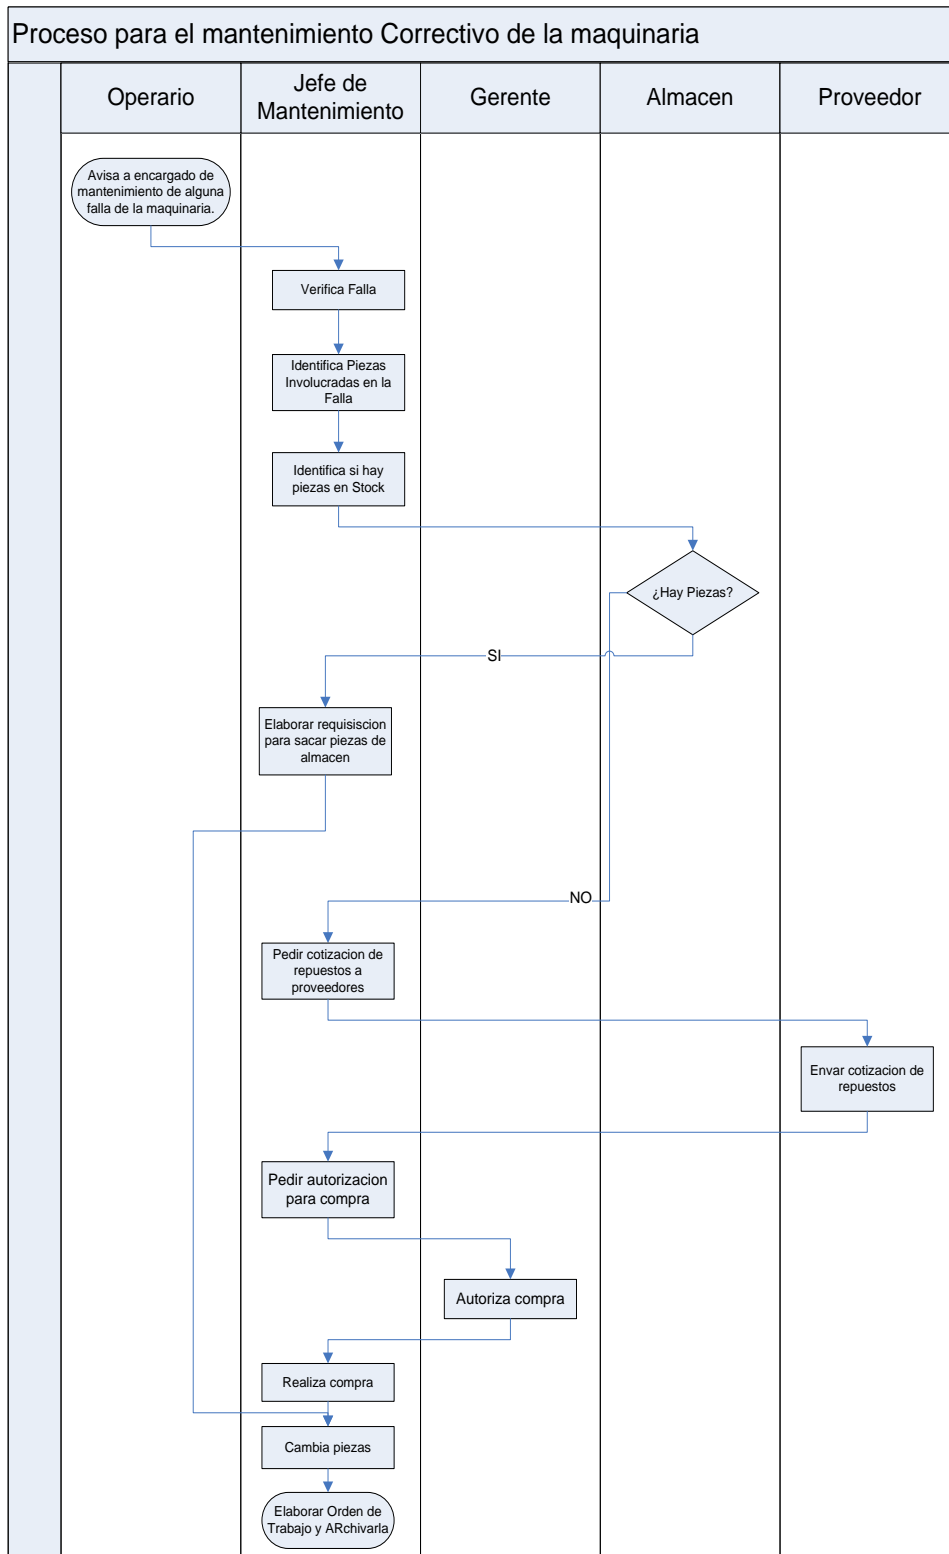 Proceso para el mantenimiento Correctivo de la maquinaria
Operario
Jefe de
Mantenimiento
Gerente
Almacen
Proveedor
Avisa a encargado de
mantenimiento de alguna
falla de la maquinaria.
Verifica Falla
Identifica Piezas
Involucradas en la
Falla
Identifica si hay
piezas en Stock
¿Hay Piezas?
SI
Elaborar requisiscion
para sacar piezas de
almacen
NO
Pedir cotizacion de
repuestos a
proveedores
Envar cotizacion de
repuestos
Pedir autorizacion
para compra
Autoriza compra
Realiza compra
Cambia piezas
Elaborar Orden de
Trabajo y ARchivarla